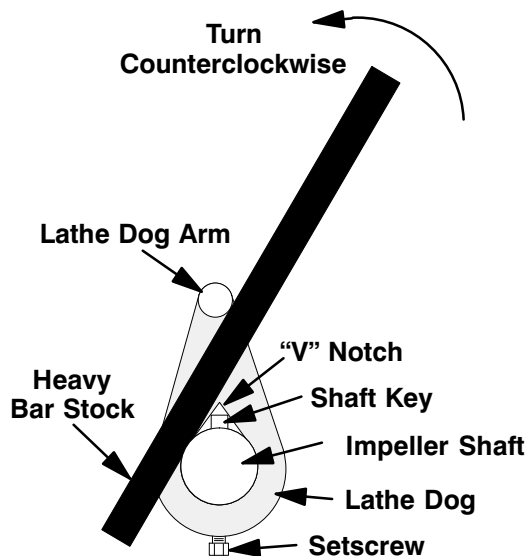 Turn
Counterclockwise
Lathe Dog Arm
“V” Notch
Heavy
Bar Stock
Shaft Key
Impeller Shaft
Lathe Dog
Setscrew